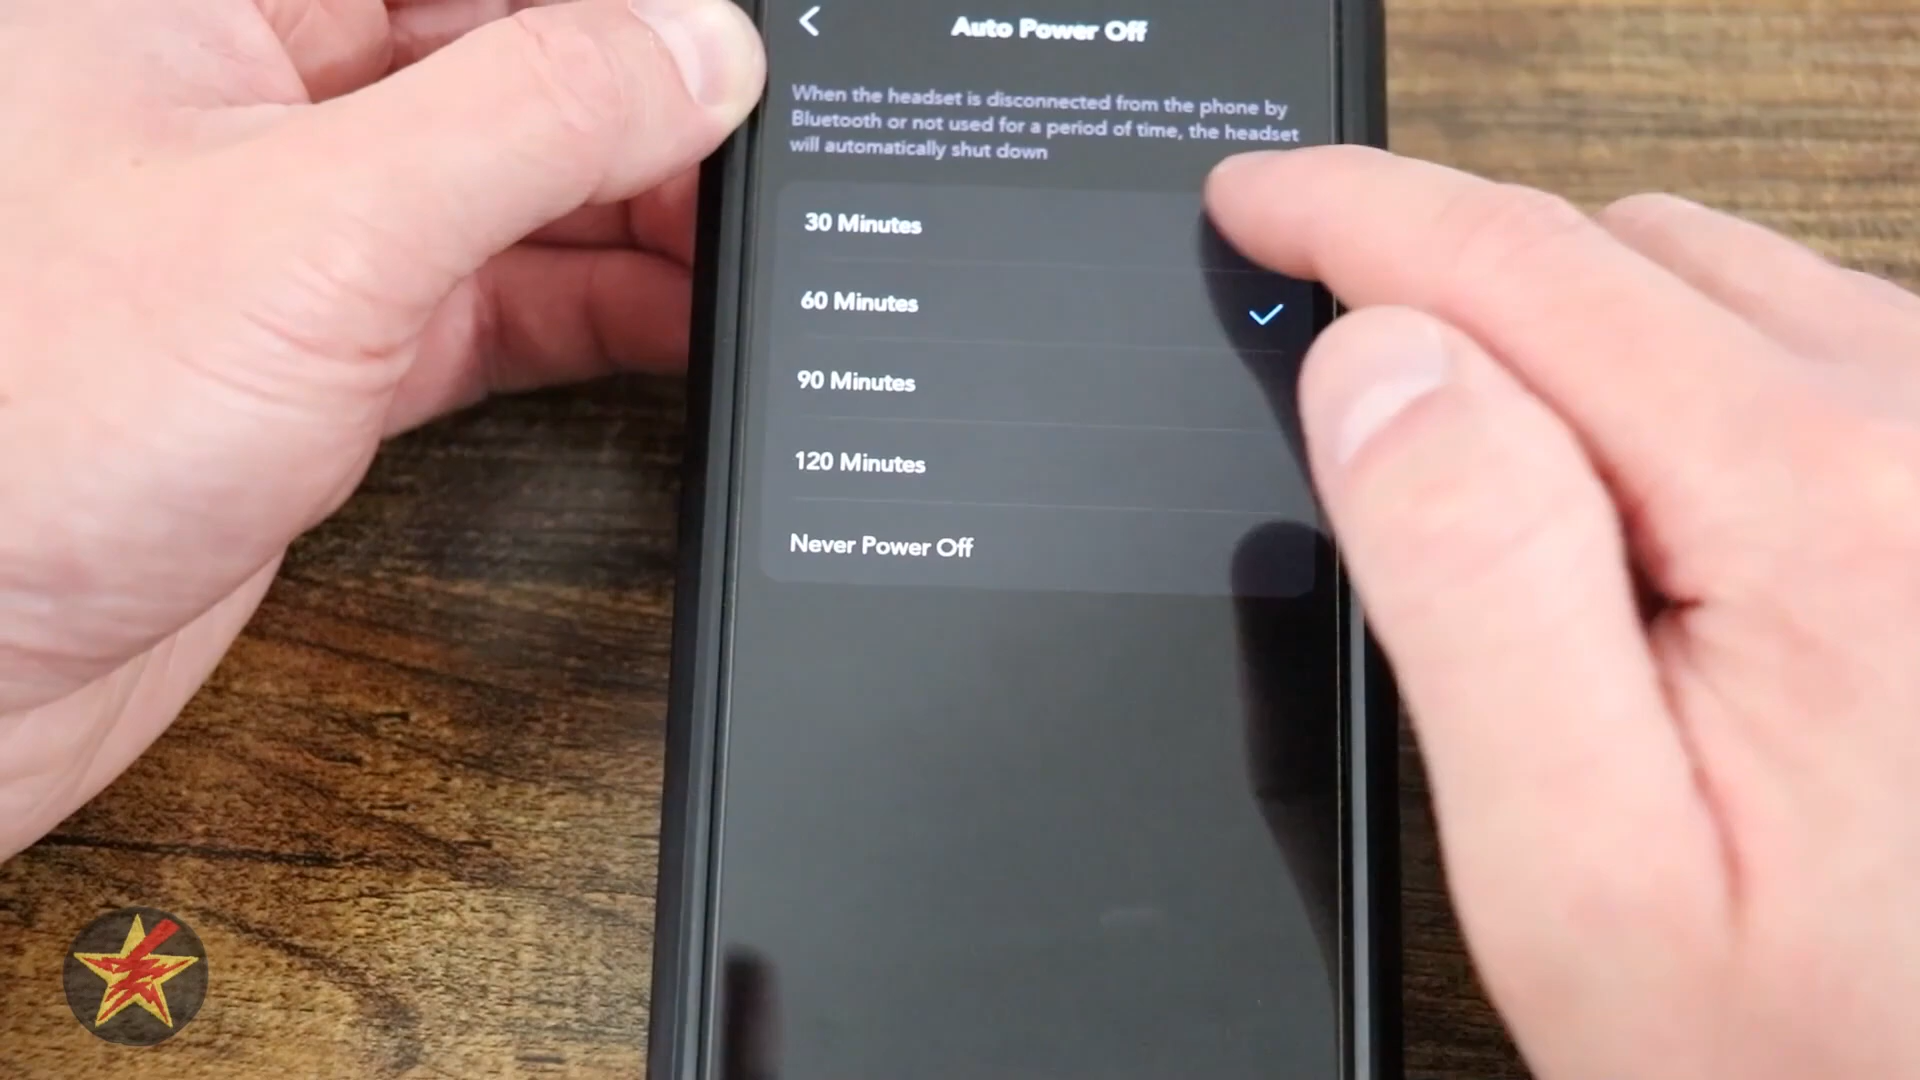 Auto Power Off
When the headset is disconnected from the phone by
Bluetooth or not used for a period of time, the headset
will automatically shut down
30 Minutes
60 Minutes
90 Minutes
120 Minutes
Never Power Off